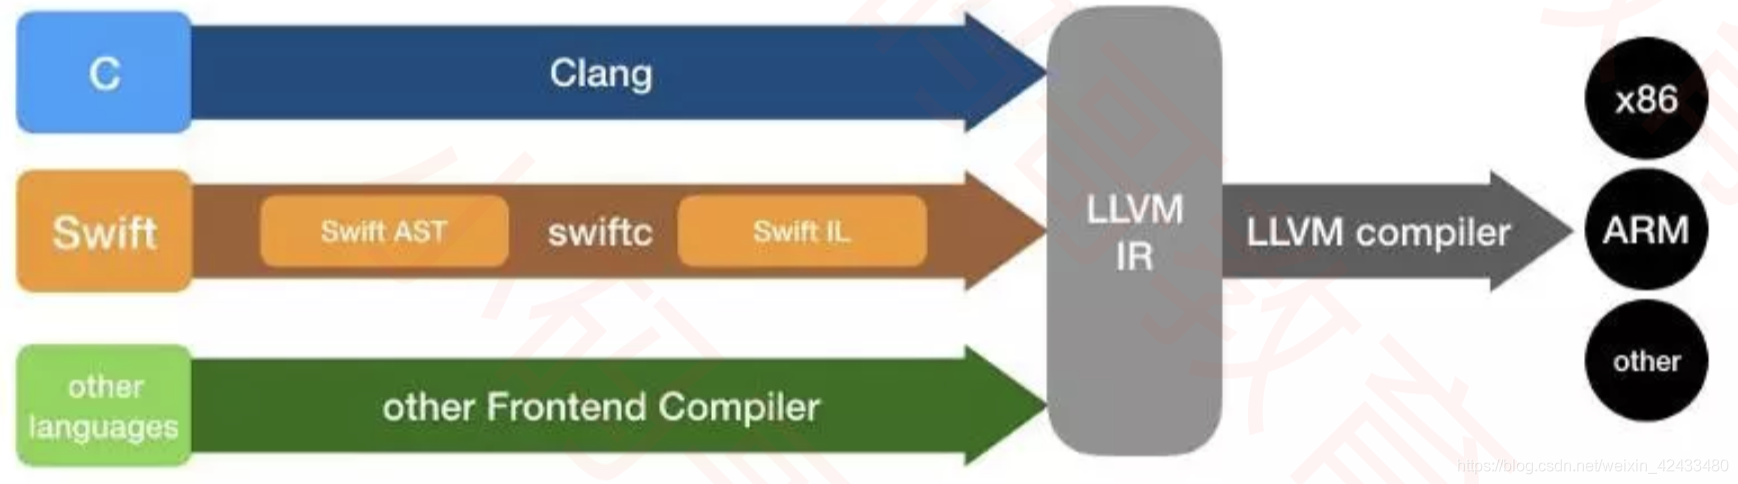 C
Clang
Swift
Swift AST
swiftc
Swift IL
other
languages
other Frontend Compiler
LLVM
IR
LLVM compiler
x86
ARM
other
https://blog.csdn.net/weixin_42433480